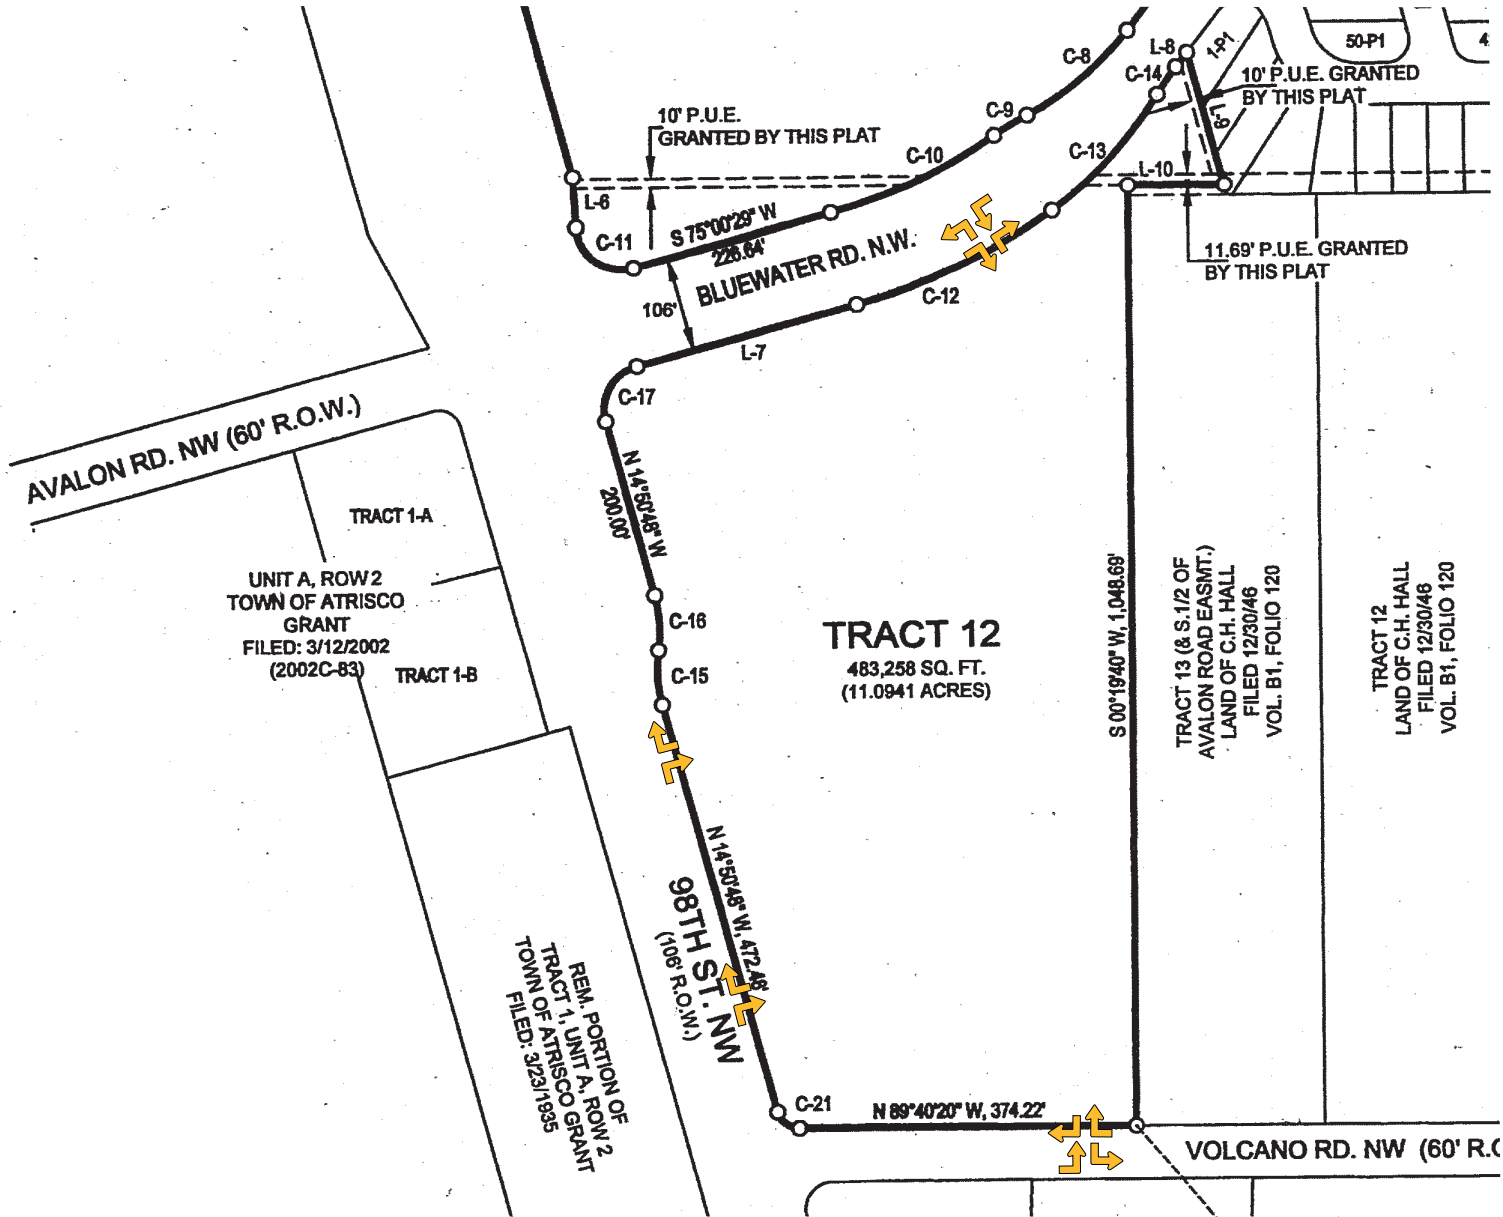 L-8
1-P1
50-P1
C-8
C-14
10' P.U.E. GRANTED
BY THIS PLAT
10' P.U.E.
GRANTED BY THIS PLAT
C-9
C-10
C-13
L-9
L-10
L-6
C-11
S 75°00'29" W
226.64'
BLUEWATER RD. N.W.
11.69' P.U.E. GRANTED
BY THIS PLAT
106'
C-12
L-7
C-17
AVALON RD. NW (60' R.O.W.)
N 14°50'48" W
200.00'
TRACT 1-A
UNIT A, ROW 2
TOWN OF ATRISCO
GRANT
FILED: 3/12/2002
(2002C-83)
TRACT 1-B
C-16
C-15
TRACT 12
483,258 SQ. FT.
(11.0941 ACRES)
S 00°19'40" W, 1,048.69'
TRACT 13 (& S.1/2 OF
AVALON ROAD EASMT.)
LAND OF C.H. HALL
FILED 12/30/46
VOL. B1, FOLIO 120
TRACT 12
LAND OF C.H. HALL
FILED 12/30/46
VOL. B1, FOLIO 120
N 14°50'48" W, 472.46'
98TH ST. NW
(106' R.O.W.)
REM. PORTION OF
TRACT 1, UNIT A, ROW 2
TOWN OF ATRISCO GRANT
FILED: 3/23/1935
C-21
N 89°40'20" W, 374.22'
VOLCANO RD. NW (60' R.O